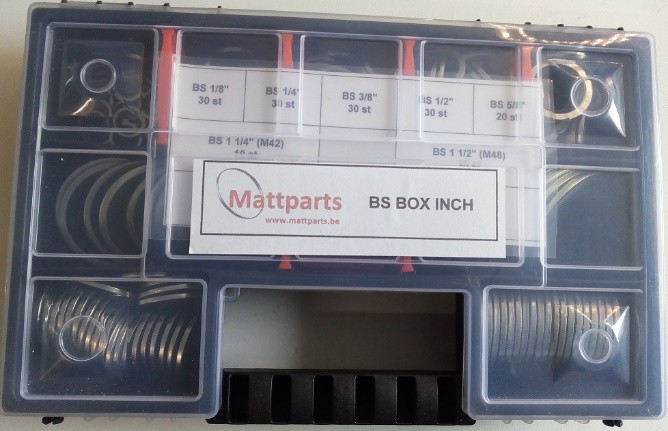 BS 1/8" BS 1/4" BS 3/8" BS 1/2" BS 5/8"
30 st 30 st 30 st 30 st 20 st
BS 1 1/4" (M42) BS 1 1/2" (M48)
10 st
Mattparts BS BOX INCH
www.mattparts.be